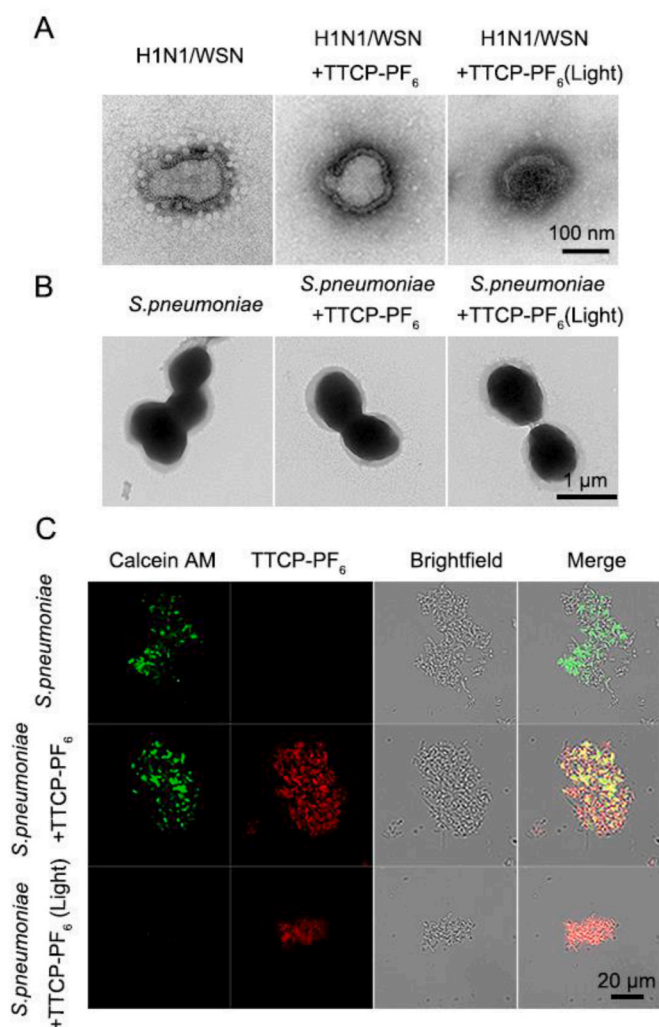 A
H1N1/WSN
H1N1/WSN
+TTCP-PF6
H1N1/WSN
+TTCP-PF6(Light)
100 nm
B
S.pneumoniae
S.pneumoniae
+TTCP-PF6
S.pneumoniae
+TTCP-PF6(Light)
1 μm
C
Calcein AM
TTCP-PF6
Brightfield
Merge
S.pneumoniae
S.pneumoniae
+TTCP-PF6
S.pneumoniae
+TTCP-PF6 (Light)
20 μm